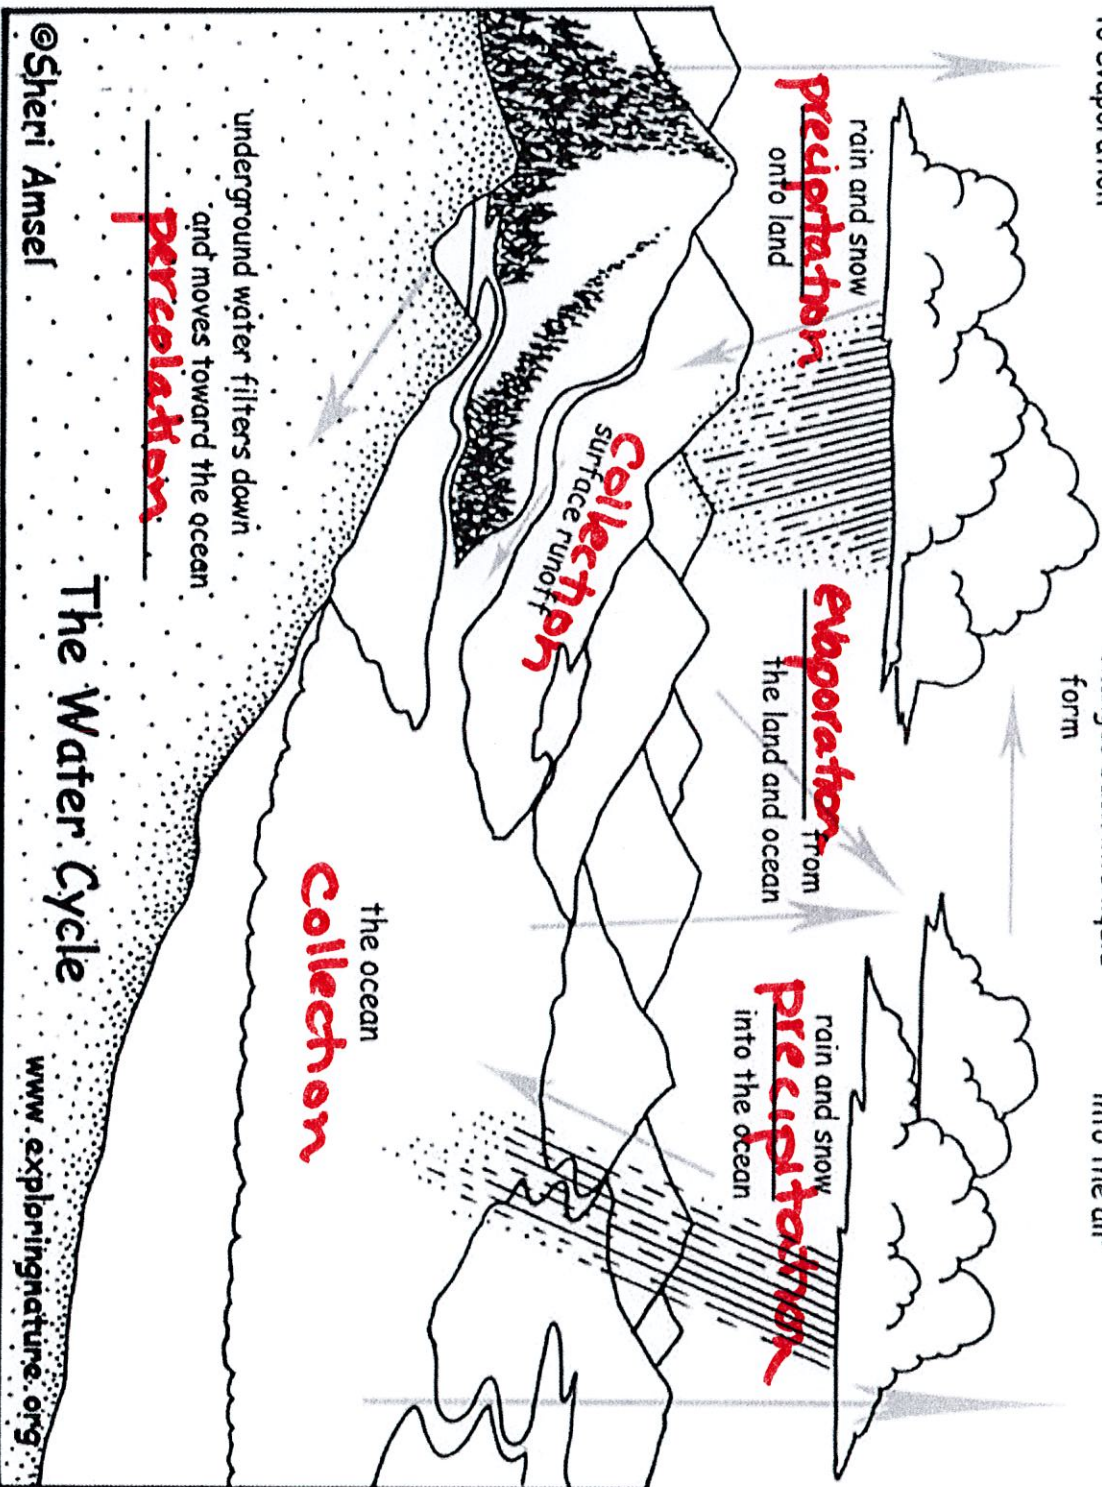 form
preciptation
rain and snow
onto land
evaporation from
the land and ocean
precipitation
rain and snow
into the ocean
Collection
surface runoff
the ocean
Collection
underground water filters down
and moves toward the ocean
percolation
The Water Cycle
©Sheri Amsel
www.exploringnature.org